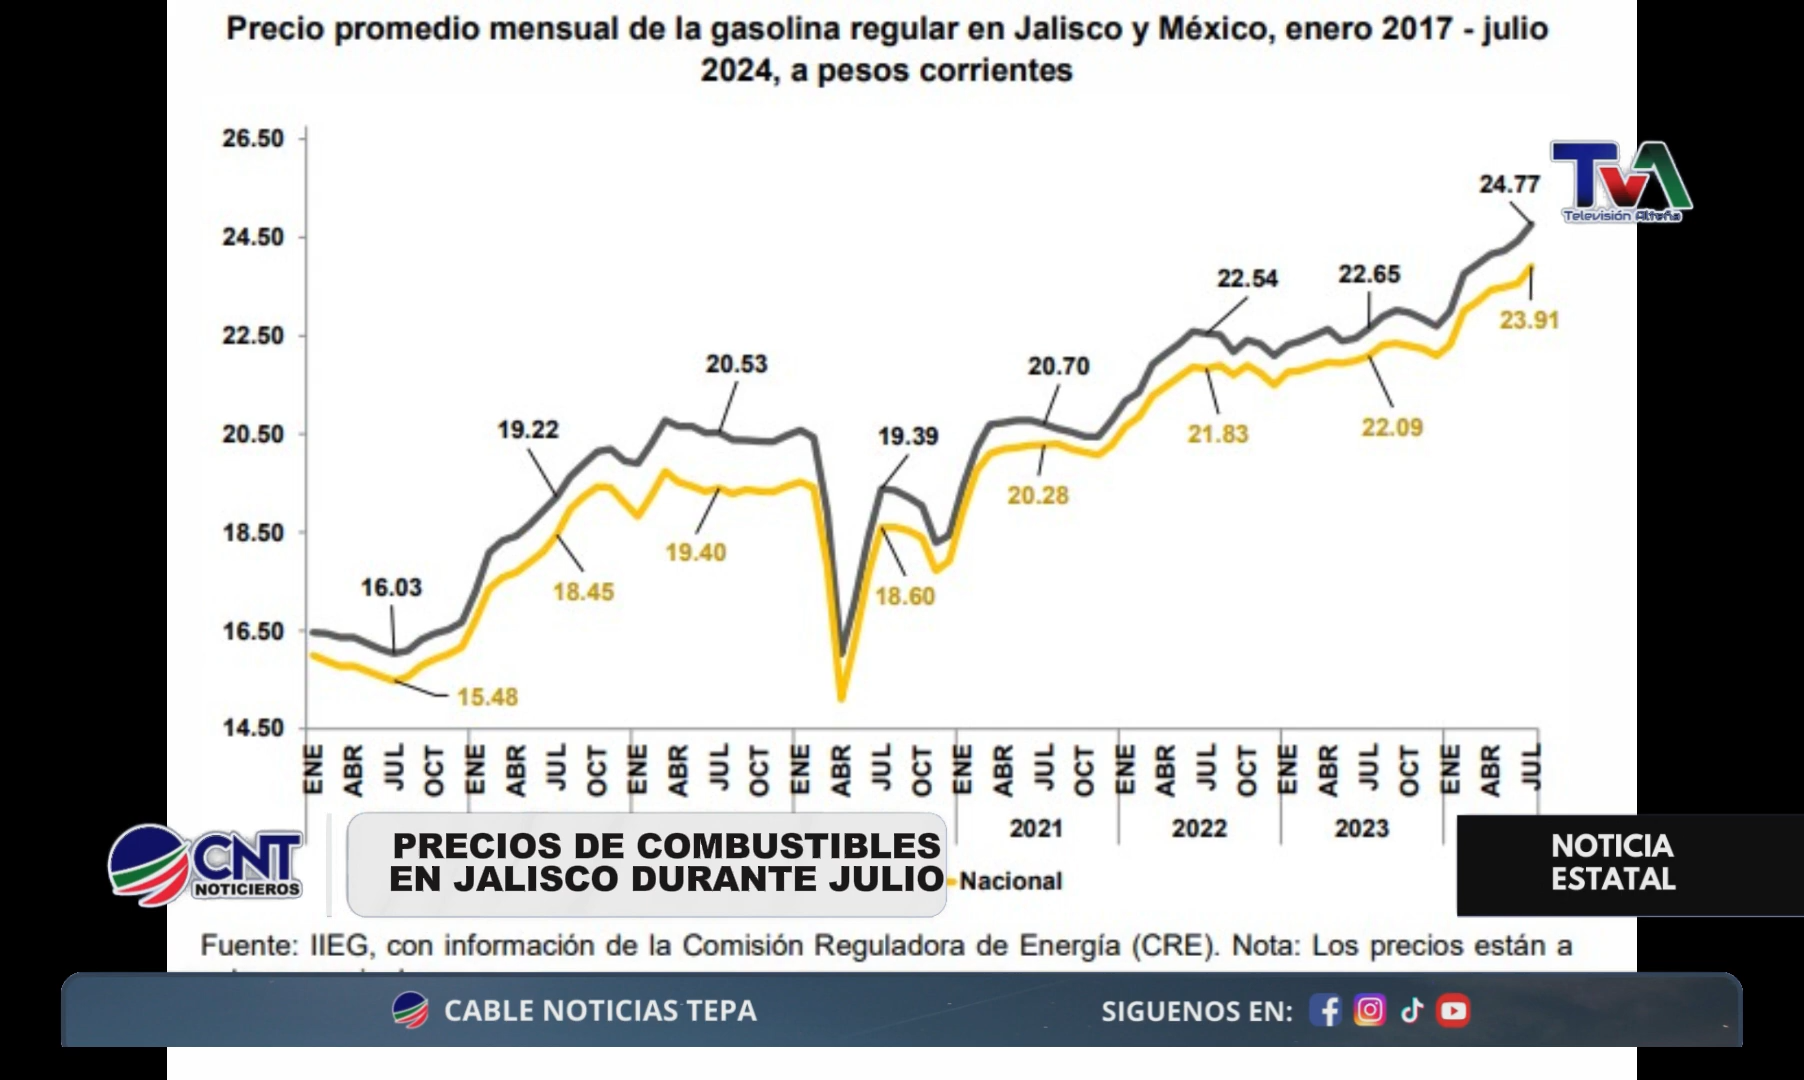 Precio promedio mensual de la gasolina regular en Jalisco y México, enero 2017 - julio
2024, a pesos corrientes
26.50
24.50
22.50
20.50
18.50
16.50
14.50
16.03
15.48
19.22
18.45
20.53
19.40
19.39
18.60
20.70
20.28
22.54
21.83
22.65
22.09
24.77
23.91
TVA
Televisión Alteña
ENE ABR JUL OCT ENE ABR JUL OCT ENE ABR JUL OCT ENE ABR JUL OCT ENE ABR JUL OCT ENE ABR JUL OCT ENE ABR JUL OCT ENE ABR JUL
2021 2022 2023
CNT
NOTICIEROS
PRECIOS DE COMBUSTIBLES
EN JALISCO DURANTE JULIO
Nacional
NOTICIA
ESTATAL
Fuente: IIEG, con información de la Comisión Reguladora de Energía (CRE). Nota: Los precios están a
CABLE NOTICIAS TEPA
SIGUENOS EN: